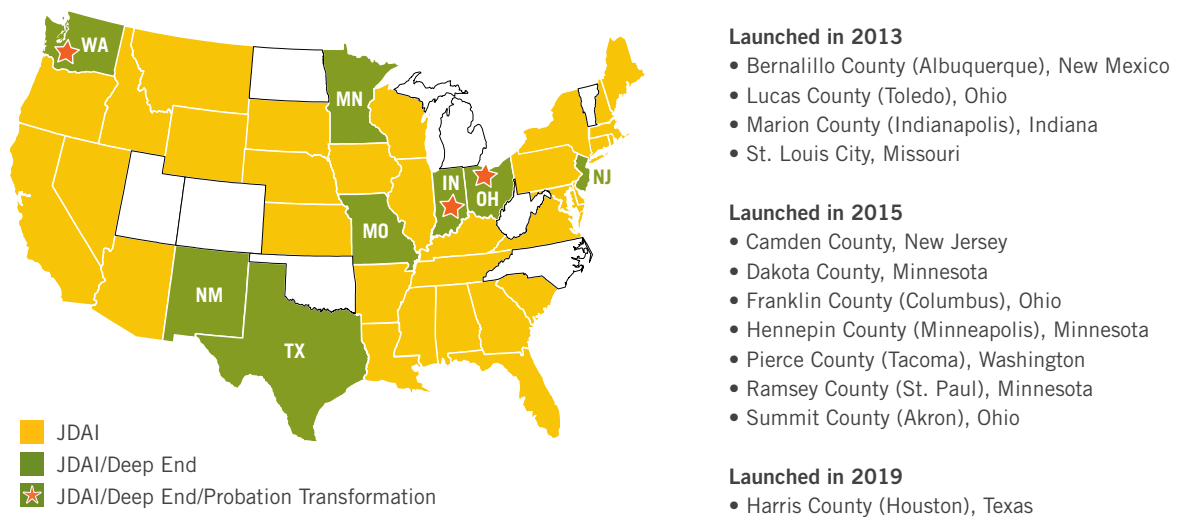 WA
MN
IN
OH
NJ
MO
NM
TX
JDAI
JDAI/Deep End
JDAI/Deep End/Probation Transformation
Launched in 2013
• Bernalillo County (Albuquerque), New Mexico
• Lucas County (Toledo), Ohio
• Marion County (Indianapolis), Indiana
• St. Louis City, Missouri
Launched in 2015
• Camden County, New Jersey
• Dakota County, Minnesota
• Franklin County (Columbus), Ohio
• Hennepin County (Minneapolis), Minnesota
• Pierce County (Tacoma), Washington
• Ramsey County (St. Paul), Minnesota
• Summit County (Akron), Ohio
Launched in 2019
• Harris County (Houston), Texas